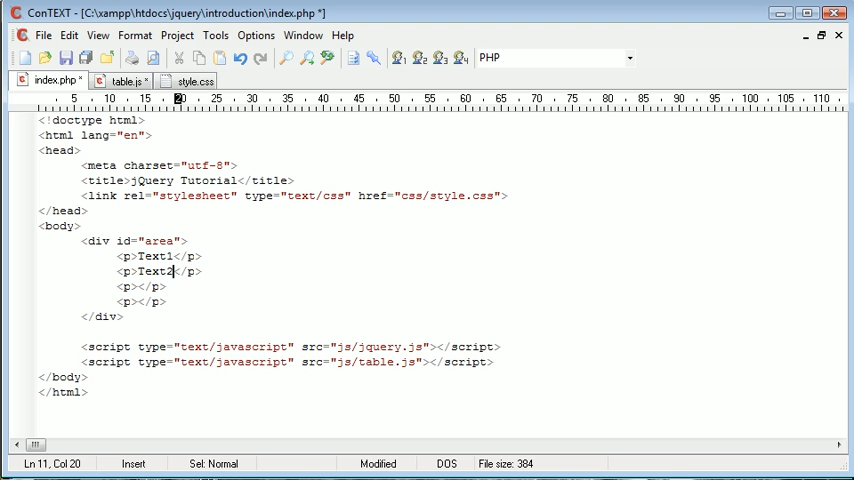 ConTEXT - [C:\xampp\htdocs\jquery\introduction\index.php *]
File Edit View Format Project Tools Options Window Help
1 2 3 4 PHP
index.php * table.js * style.css
5 10 15 20 25 30 35 40 45 50 55 60 65 70 75 80 85 90 95 100 105 110
<!doctype html>
<html lang="en">
<head>
<meta charset="utf-8">
<title>jQuery Tutorial</title>
<link rel="stylesheet" type="text/css" href="css/style.css">
</head>
<body>
<div id="area">
<p>Text1</p>
<p>Text2</p>
<p></p>
<p></p>
</div>
<script type="text/javascript" src="js/jquery.js"></script>
<script type="text/javascript" src="js/table.js"></script>
</body>
</html>
Ln 11, Col 20 Insert Sel: Normal Modified DOS File size: 384